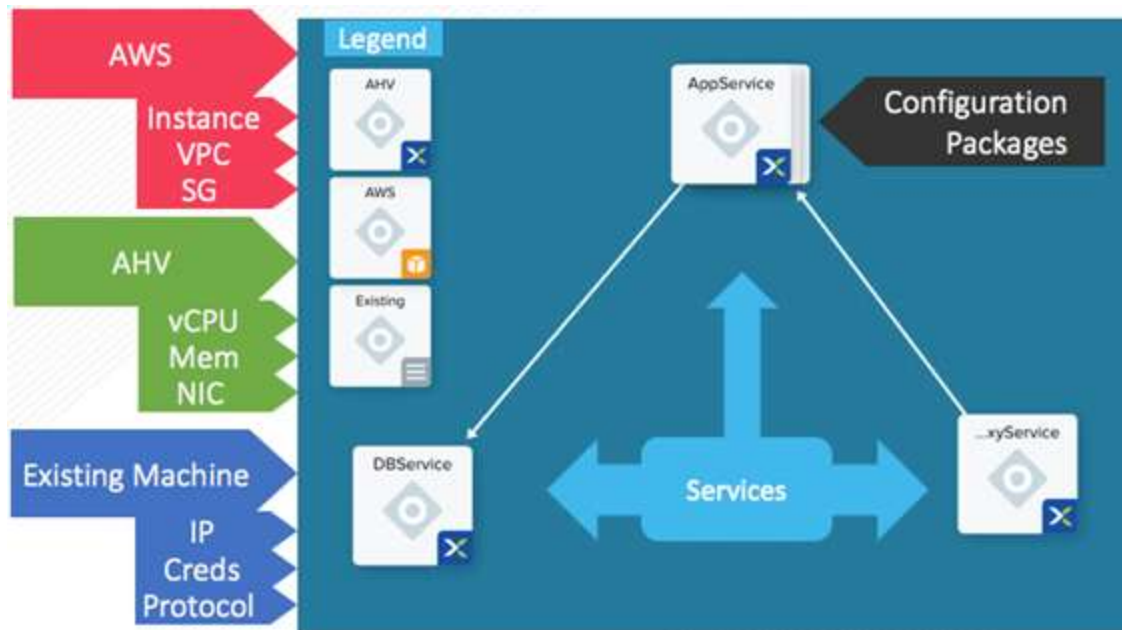 AWS
Instance
VPC
SG
AHV
vCPU
Mem
NIC
Existing Machine
IP
Creds
Protocol
Legend
AHV
AWS
Existing
AppService
Configuration
Packages
DBService
Services
...xyService